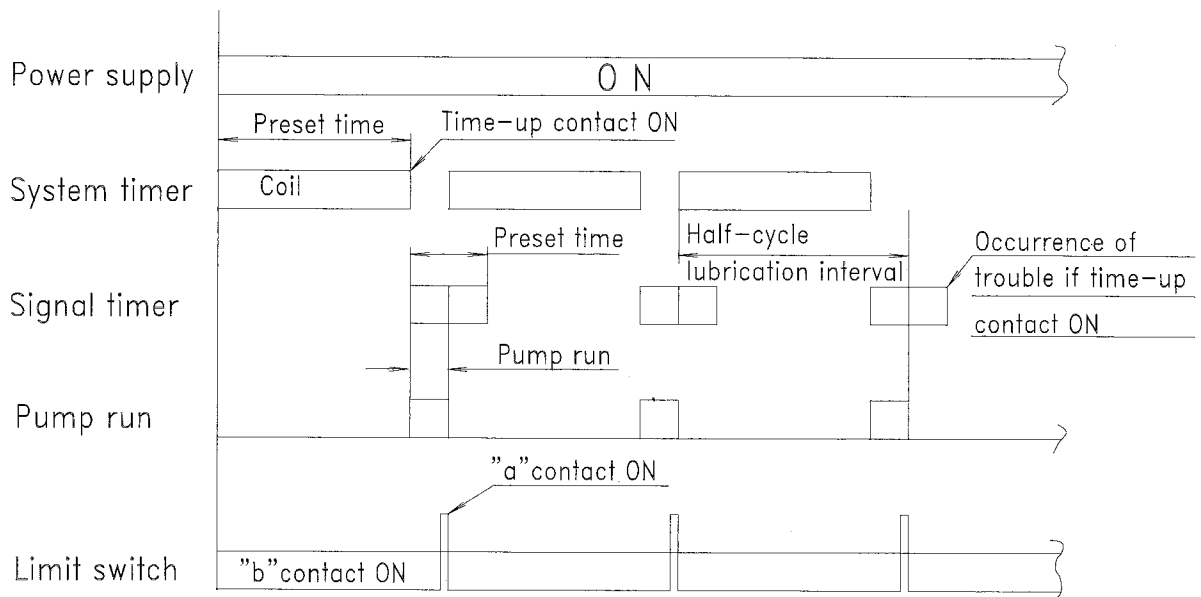 Power supply
O N
Preset time
Time-up contact ON
System timer
Coil
Preset time
Half-cycle
lubrication interval
Occurrence of
trouble if time-up
contact ON
Signal timer
Pump run
Pump run
"a"contact ON
Limit switch
"b"contact ON